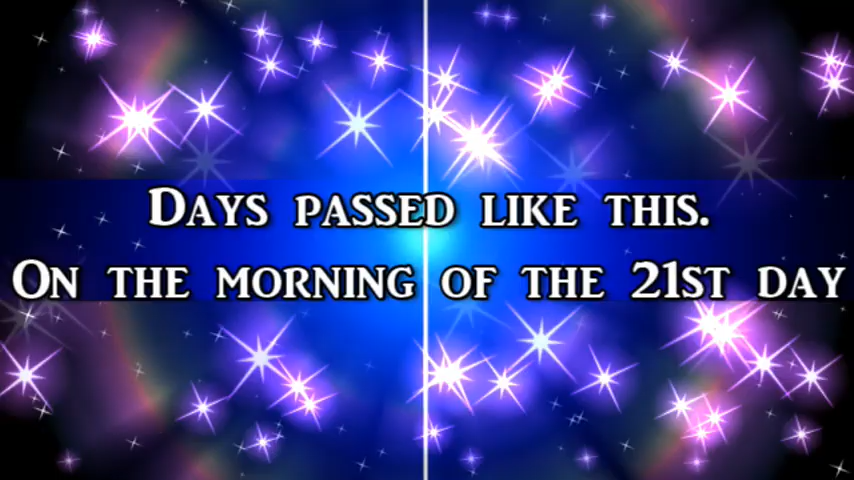 Days passed like this.
On the morning of the 21st day